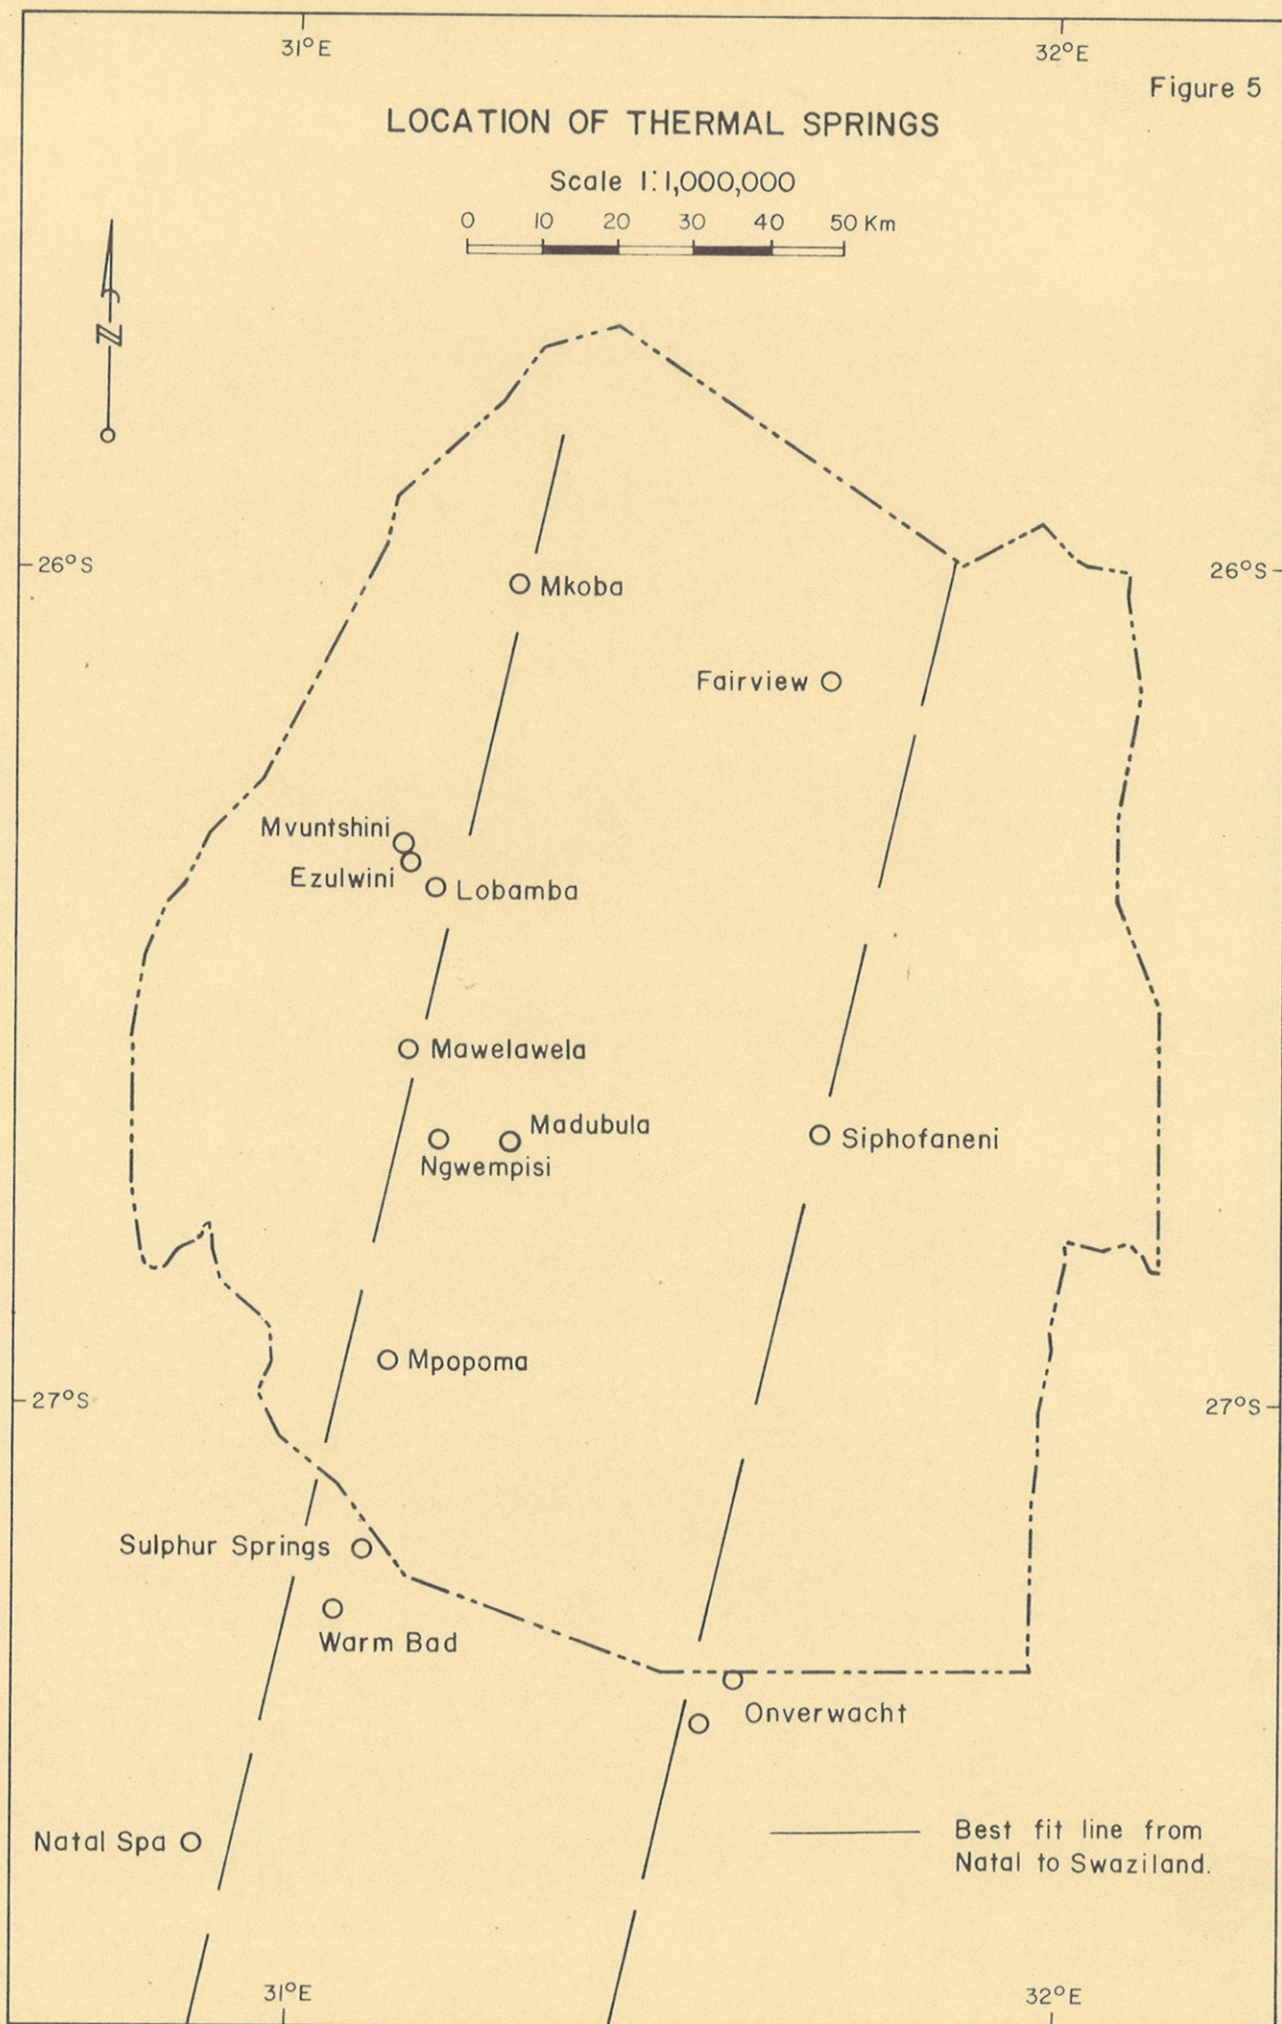 31°E
32°E
Figure 5
LOCATION OF THERMAL SPRINGS
Scale 1:1,000,000
0 10 20 30 40 50 Km
N
26°S
26°S
Mkoba
Fairview
Mvuntshini
Ezulwini
Lobamba
Mawelawela
Madubula
Siphofaneni
Ngwempisi
Mpopoma
27°S
27°S
Sulphur Springs
Warm Bad
Onverwacht
Natal Spa
Best fit line from
Natal to Swaziland.
31°E
32°E